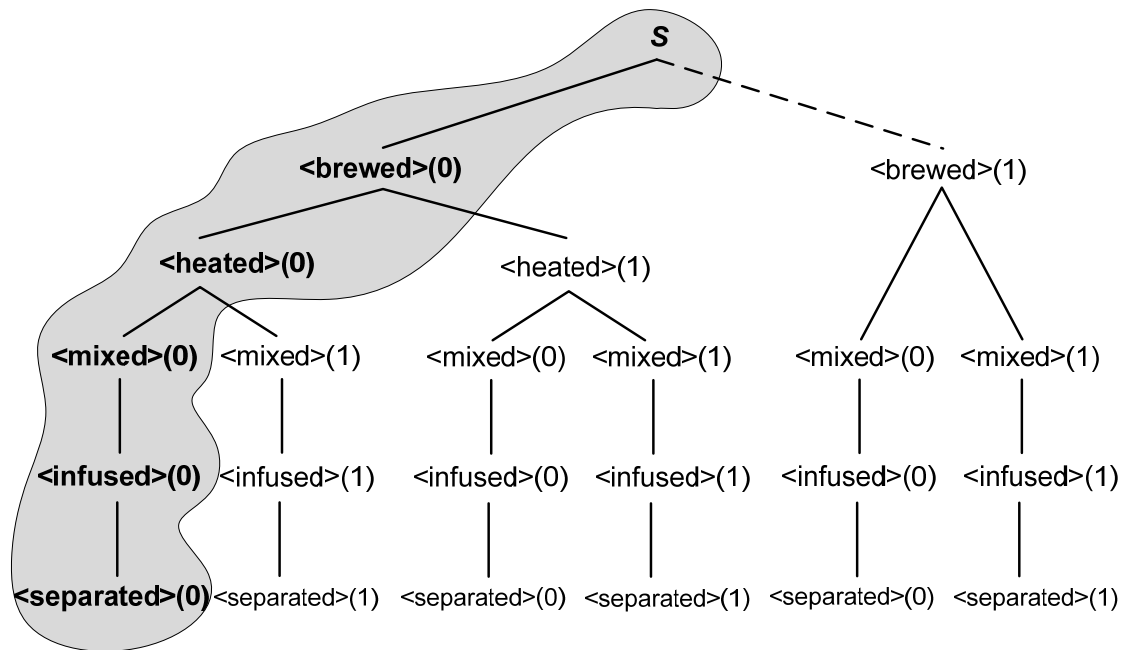 S
<brewed>(0) <brewed>(1)
<heated>(0) <heated>(1)
<mixed>(0) <mixed>(1) <mixed>(0) <mixed>(1) <mixed>(0) <mixed>(1)
<infused>(0) <infused>(1) <infused>(0) <infused>(1) <infused>(0) <infused>(1)
<separated>(0) <separated>(1) <separated>(0) <separated>(1) <separated>(0) <separated>(1)